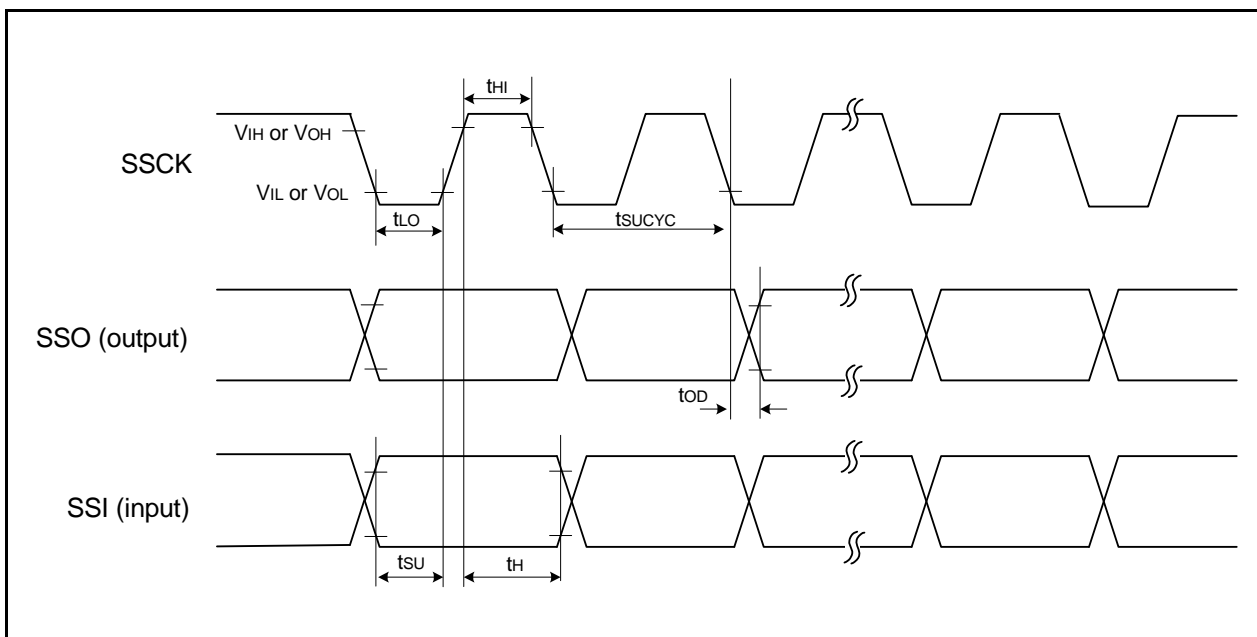 tHI
VIH or VOH
SSCK
VIL or VOL
tLO
tSUCYC
SSO (output)
tOD
SSI (input)
tSU
tH